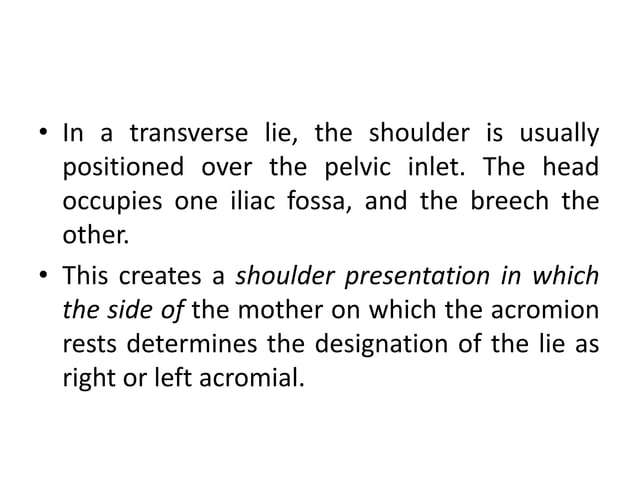 • In a transverse lie, the shoulder is usually
positioned over the pelvic inlet. The head
occupies one iliac fossa, and the breech the
other.
• This creates a shoulder presentation in which
the side of the mother on which the acromion
rests determines the designation of the lie as
right or left acromial.